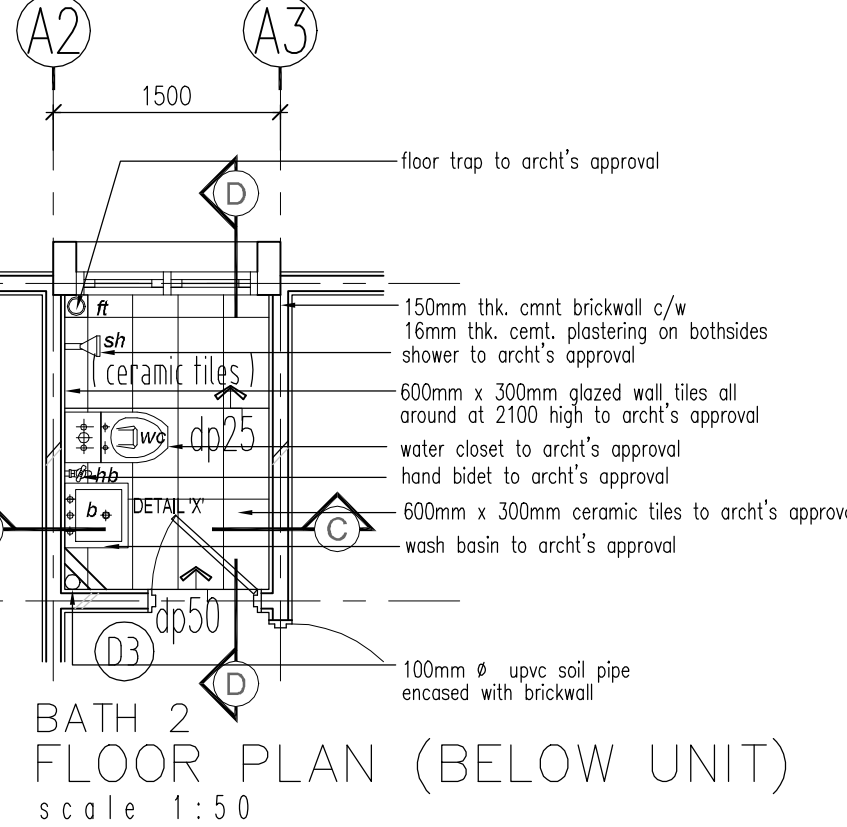 A2 A3
1500
floor trap to archt's approval
D
ft
150mm thk. cmnt brickwall c/w
16mm thk. cemt. plastering on bothsides
sh
shower to archt's approval
( ceramic tiles )
600mm x 300mm glazed wall tiles all
around at 2100 high to archt's approval
wc
dp25
water closet to archt's approval
hb
hand bidet to archt's approval
b
DETAIL 'X'
600mm x 300mm ceramic tiles to archt's approva
C
wash basin to archt's approval
dp50
D3
D
100mm ø upvc soil pipe
encased with brickwall
BATH 2
FLOOR PLAN (BELOW UNIT)
scale 1:50